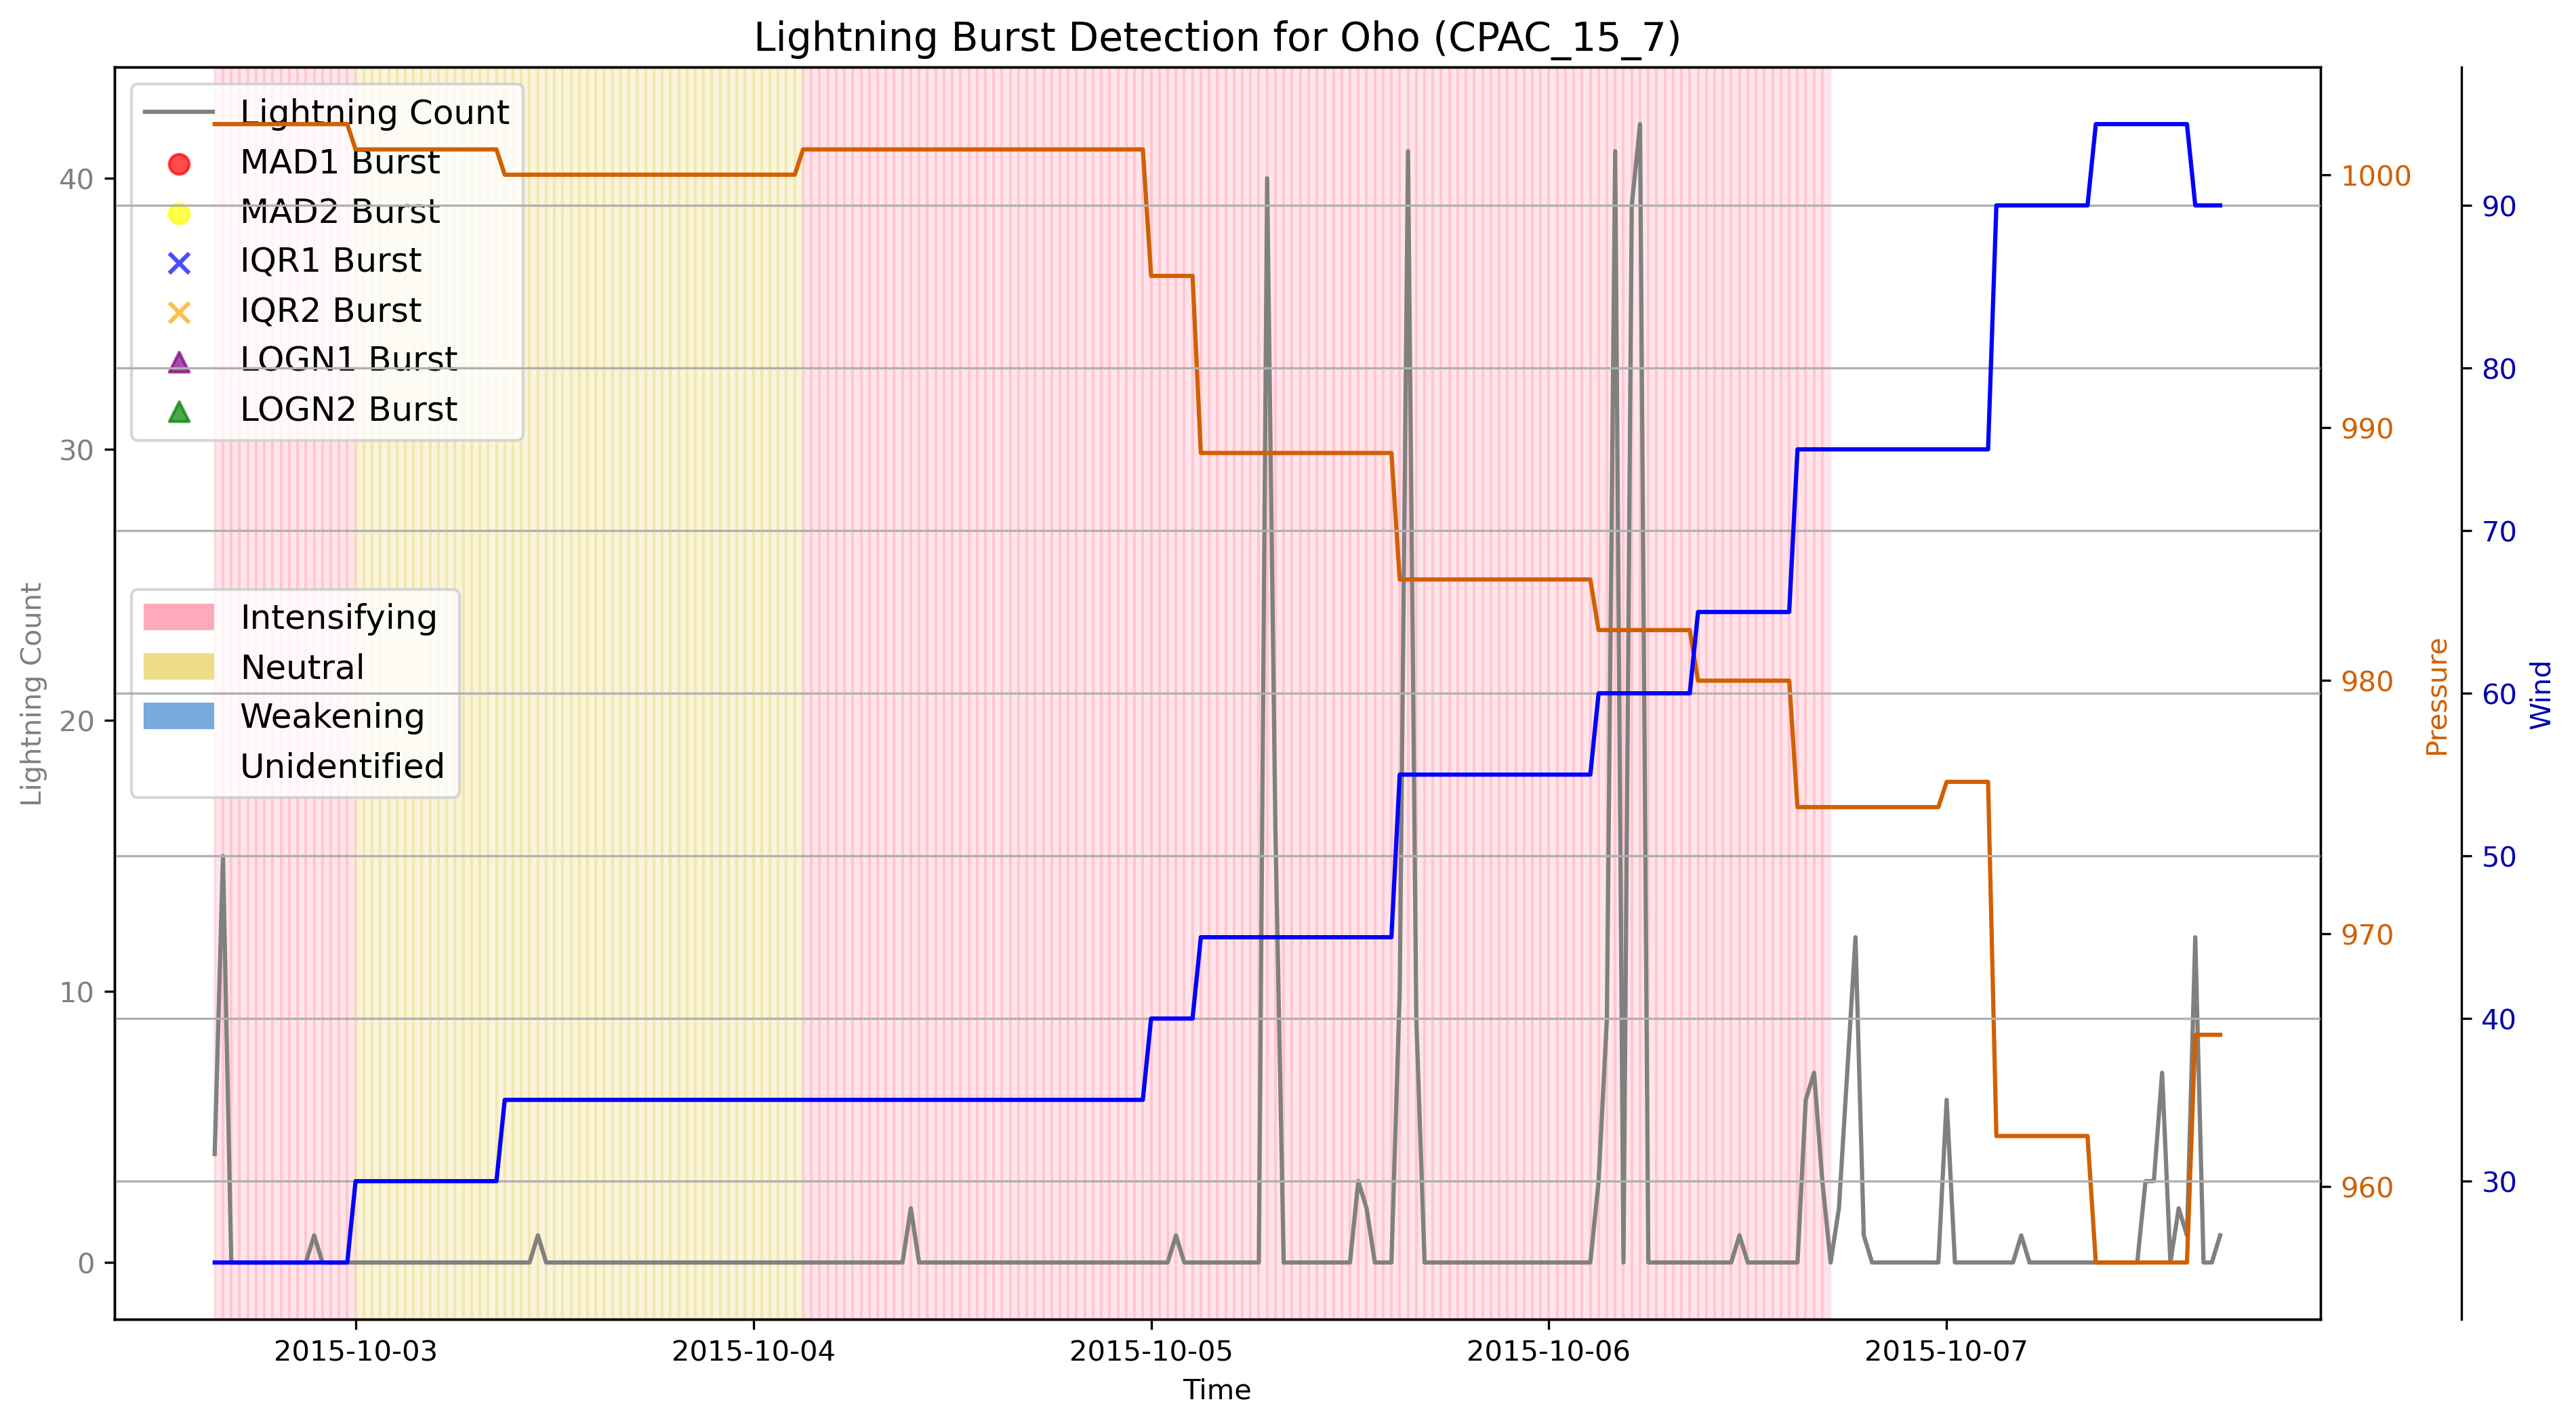 Lightning Burst Detection for Oho (CPAC_15_7)
Lightning Count
MAD1 Burst
MAD2 Burst
IQR1 Burst
IQR2 Burst
LOGN1 Burst
LOGN2 Burst
Intensifying
Neutral
Weakening
Unidentified
Lightning Count
40
30
20
10
0
1000
990
980
970
960
Pressure
90
80
70
60
50
40
30
Wind
2015-10-03
2015-10-04
2015-10-05
2015-10-06
2015-10-07
Time